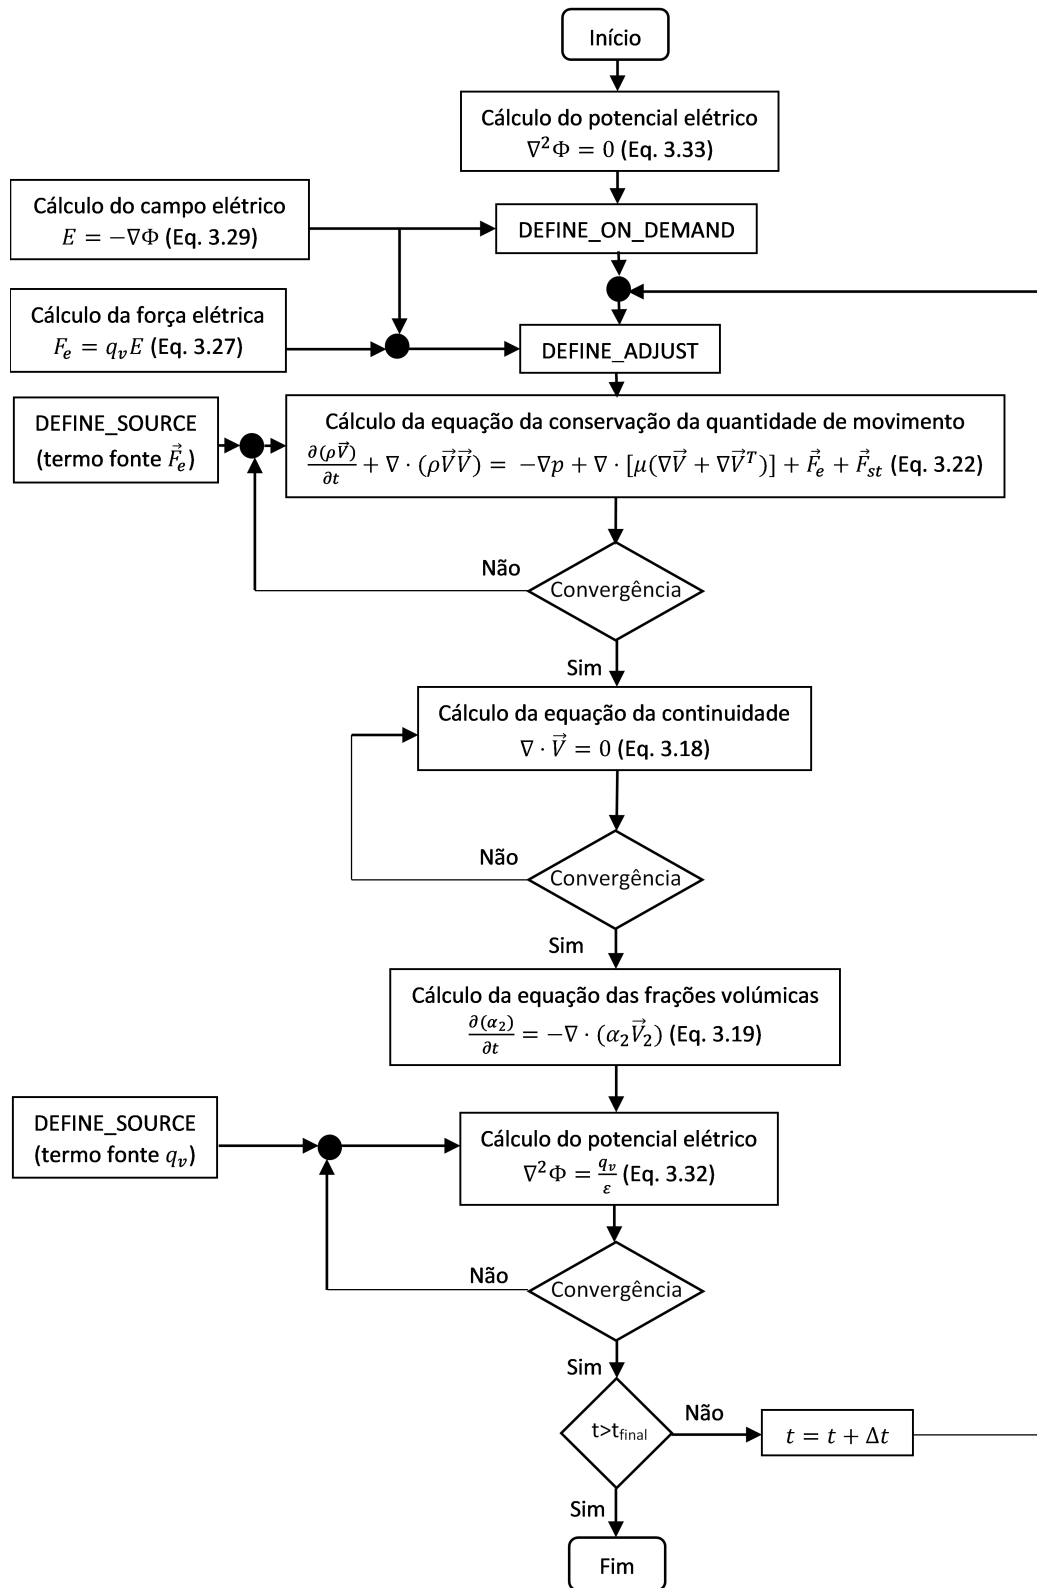 Início
Cálculo do potencial elétrico
∇²Φ = 0 (Eq. 3.33)
Cálculo do campo elétrico
E = −∇Φ (Eq. 3.29)
DEFINE_ON_DEMAND
Cálculo da força elétrica
F_e = q_v E (Eq. 3.27)
DEFINE_ADJUST
DEFINE_SOURCE
(termo fonte F⃗_e)
Cálculo da equação da conservação da quantidade de movimento
∂(ρV⃗)/∂t + ∇ · (ρV⃗V⃗) = −∇p + ∇ · [μ(∇V⃗ + ∇V⃗^T)] + F⃗_e + F⃗_st (Eq. 3.22)
Não
Convergência
Sim
Cálculo da equação da continuidade
∇ · V⃗ = 0 (Eq. 3.18)
Não
Convergência
Sim
Cálculo da equação das frações volúmicas
∂(α₂)/∂t = −∇ · (α₂V⃗₂) (Eq. 3.19)
DEFINE_SOURCE
(termo fonte q_v)
Cálculo do potencial elétrico
∇²Φ = q_v/ε (Eq. 3.32)
Não
Convergência
Sim
t>t_final
Não
t = t + Δt
Sim
Fim